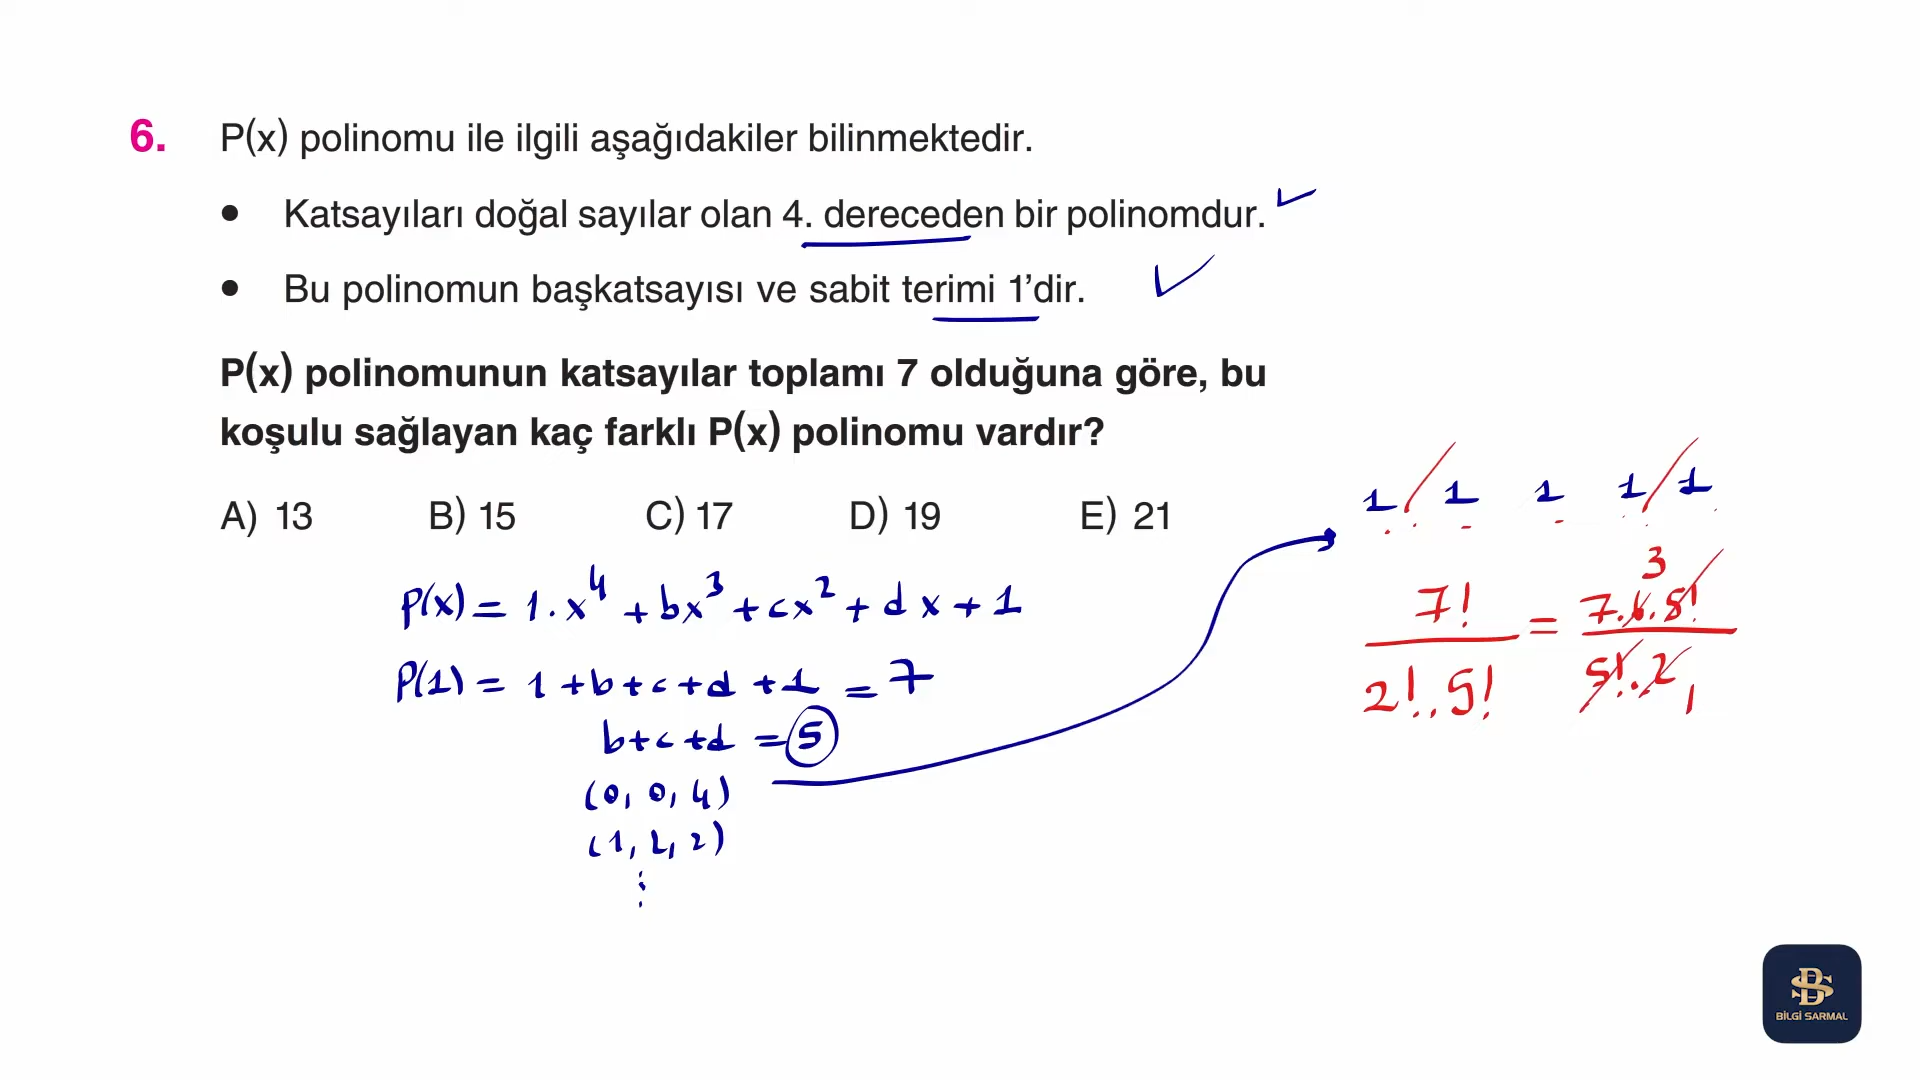 6. P(x) polinomu ile ilgili aşağıdakiler bilinmektedir.
• Katsayıları doğal sayılar olan 4. dereceden bir polinomdur.
• Bu polinomun başkatsayısı ve sabit terimi 1’dir.
P(x) polinomunun katsayılar toplamı 7 olduğuna göre, bu
koşulu sağlayan kaç farklı P(x) polinomu vardır?
A) 13 B) 15 C) 17 D) 19 E) 21
P(x) = 1.x⁴ + bx³ + cx² + dx + 1
P(1) = 1 + b + c + d + 1 = 7
b + c + d = 5
(0, 0, 4)
(1, 2, 2)
⋮
1 / 1 1 1 / 1
7! / 2!.5! = 7.6.5! / 5!.2
3
1
BİLGİ SARMAL